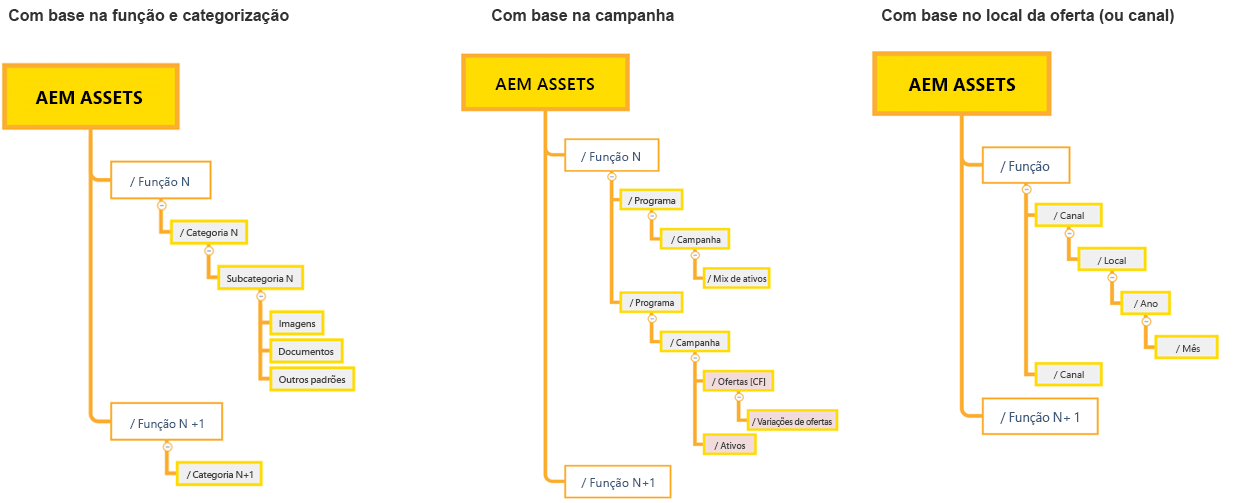 Com base na função e categorização
AEM ASSETS
/ Função N
/ Categoria N
Subcategoria N
Imagens
Documentos
Outros padrões
/ Função N +1
/ Categoria N+1
Com base na campanha
AEM ASSETS
/ Função N
/ Programa
/ Campanha
/ Mix de ativos
/ Programa
/ Campanha
/ Ofertas [CF]
/ Variações de ofertas
/ Ativos
/ Função N+1
Com base no local da oferta (ou canal)
AEM ASSETS
/ Função
/ Canal
/ Local
/ Ano
/ Mês
/ Canal
/ Função N+ 1